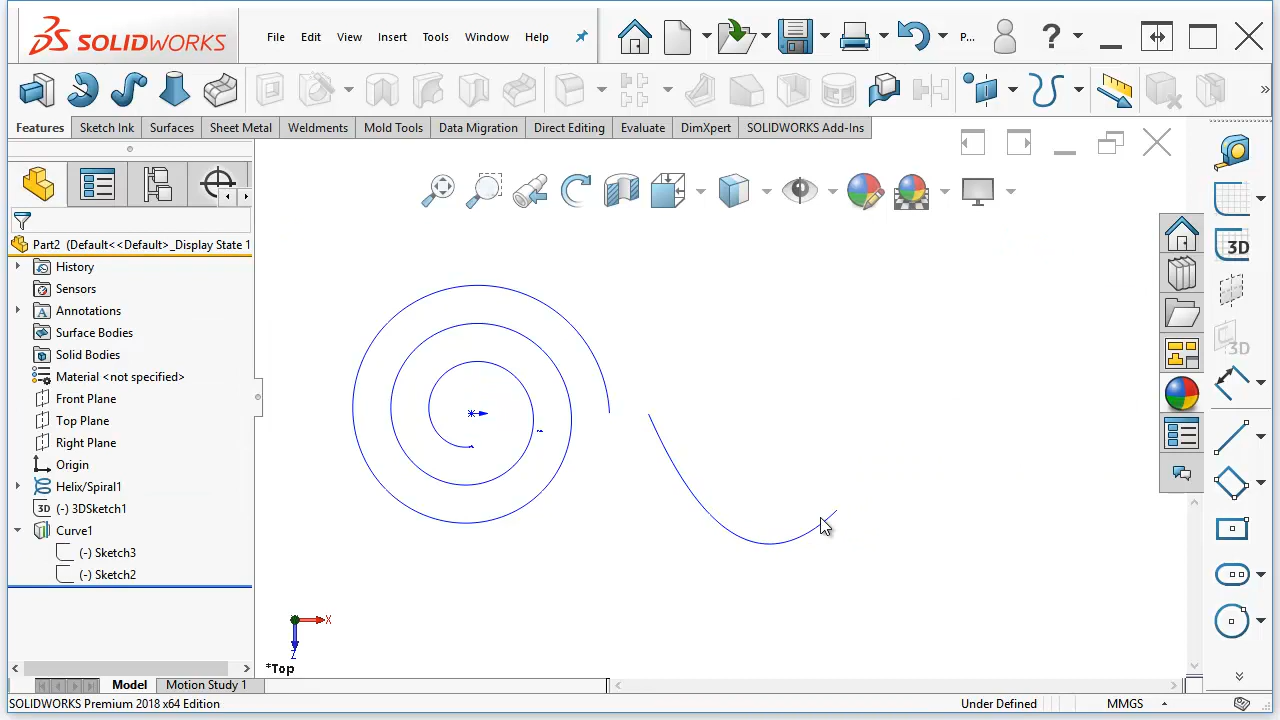 SOLIDWORKS
File Edit View Insert Tools Window Help
P...
?
Features Sketch Ink Surfaces Sheet Metal Weldments Mold Tools Data Migration Direct Editing Evaluate DimXpert SOLIDWORKS Add-Ins
Part2 (Default<<Default>_Display State 1
History
Sensors
Annotations
Surface Bodies
Solid Bodies
Material <not specified>
Front Plane
Top Plane
Right Plane
Origin
Helix/Spiral1
3D (-) 3DSketch1
Curve1
(-) Sketch3
(-) Sketch2
3D
3D
X
Z
*Top
Model Motion Study 1
SOLIDWORKS Premium 2018 x64 Edition Under Defined MMGS